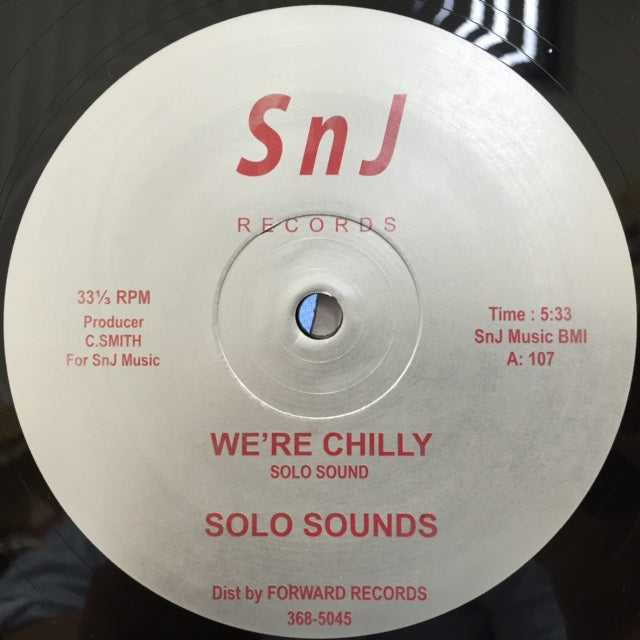 SnJ
RECORDS
33⅓ RPM
Producer
C.SMITH
For SnJ Music
Time : 5:33
SnJ Music BMI
A: 107
WE'RE CHILLY
SOLO SOUND
SOLO SOUNDS
Dist by FORWARD RECORDS
368-5045